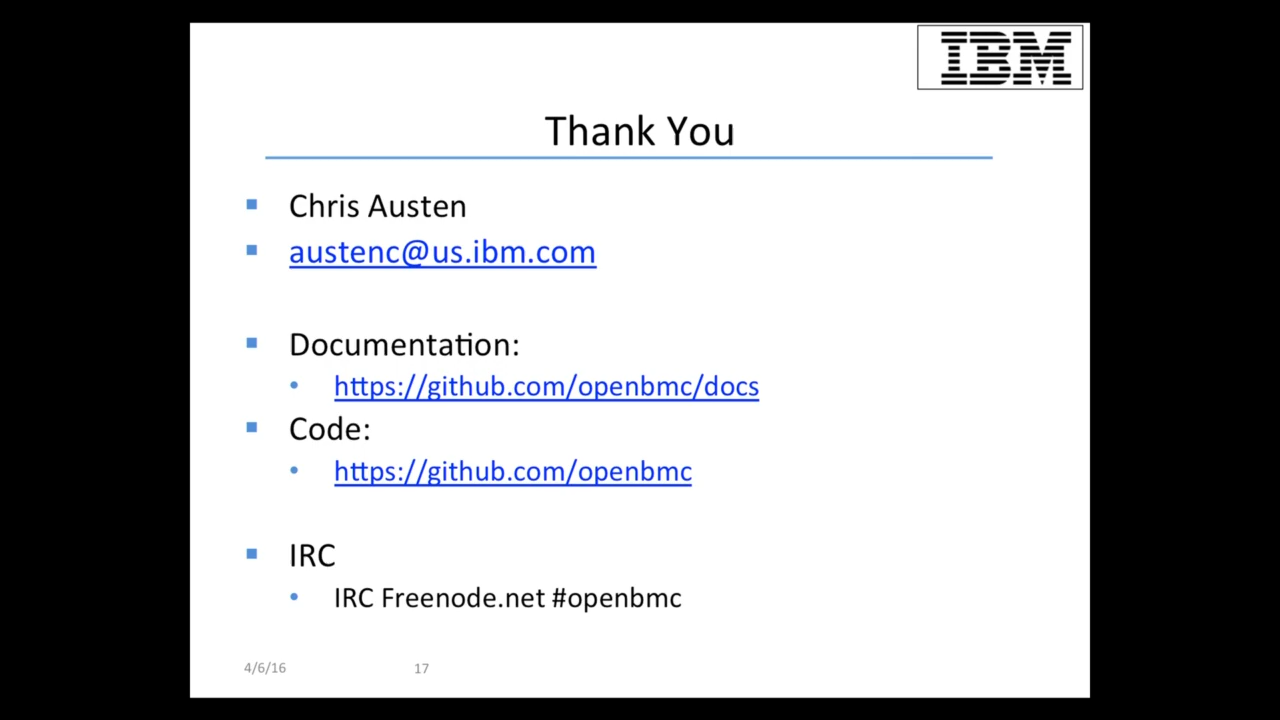 IBM
Thank You
Chris Austen
austenc@us.ibm.com
Documentation:
https://github.com/openbmc/docs
Code:
https://github.com/openbmc
IRC
IRC Freenode.net #openbmc
4/6/16 17